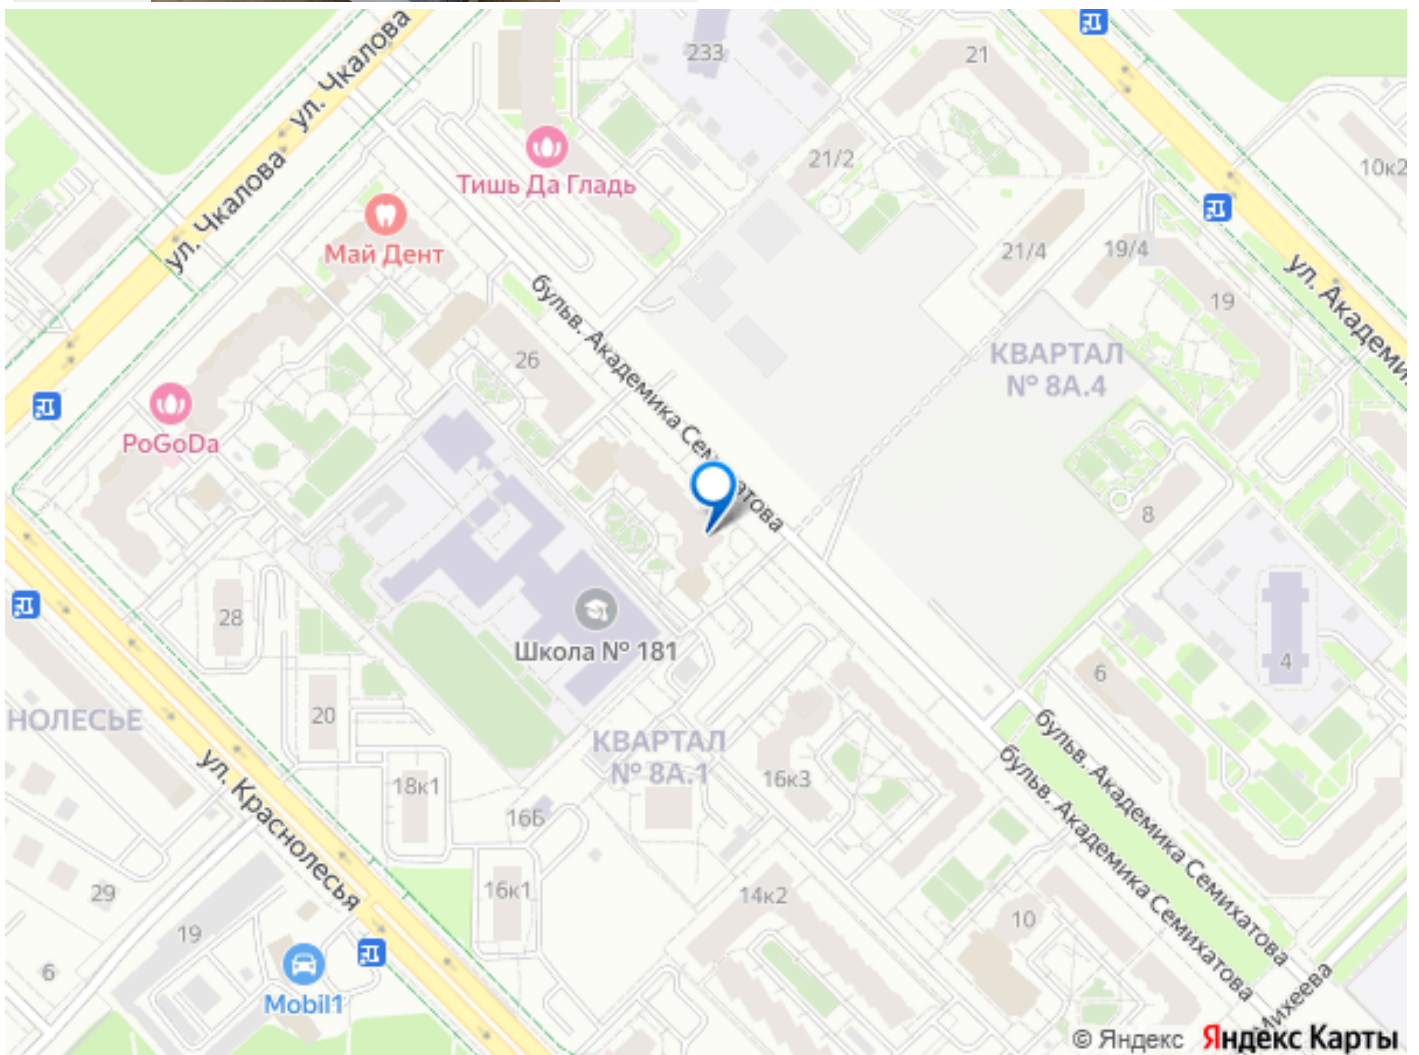 ул. Чкалова
233
21
21/2
10к2
Тишь Да Гладь
ул. Чкалова
Май Дент
21/4
19/4
19
ул. Академи
бульв. Академика Семихатова
КВАРТАЛ
№ 8А.4
26
PoGoDa
8
28
Школа № 181
4
6
20
НОЛЕСЬЕ
КВАРТАЛ
№ 8А.1
16к3
18к1
бульв. Академика Семихатова
бульв. Академика Семихатова
ул. Краснолесья
16Б
16к1
14к2
10
29
19
6
Mobil1
Михеева
© Яндекс Яндекс Карты